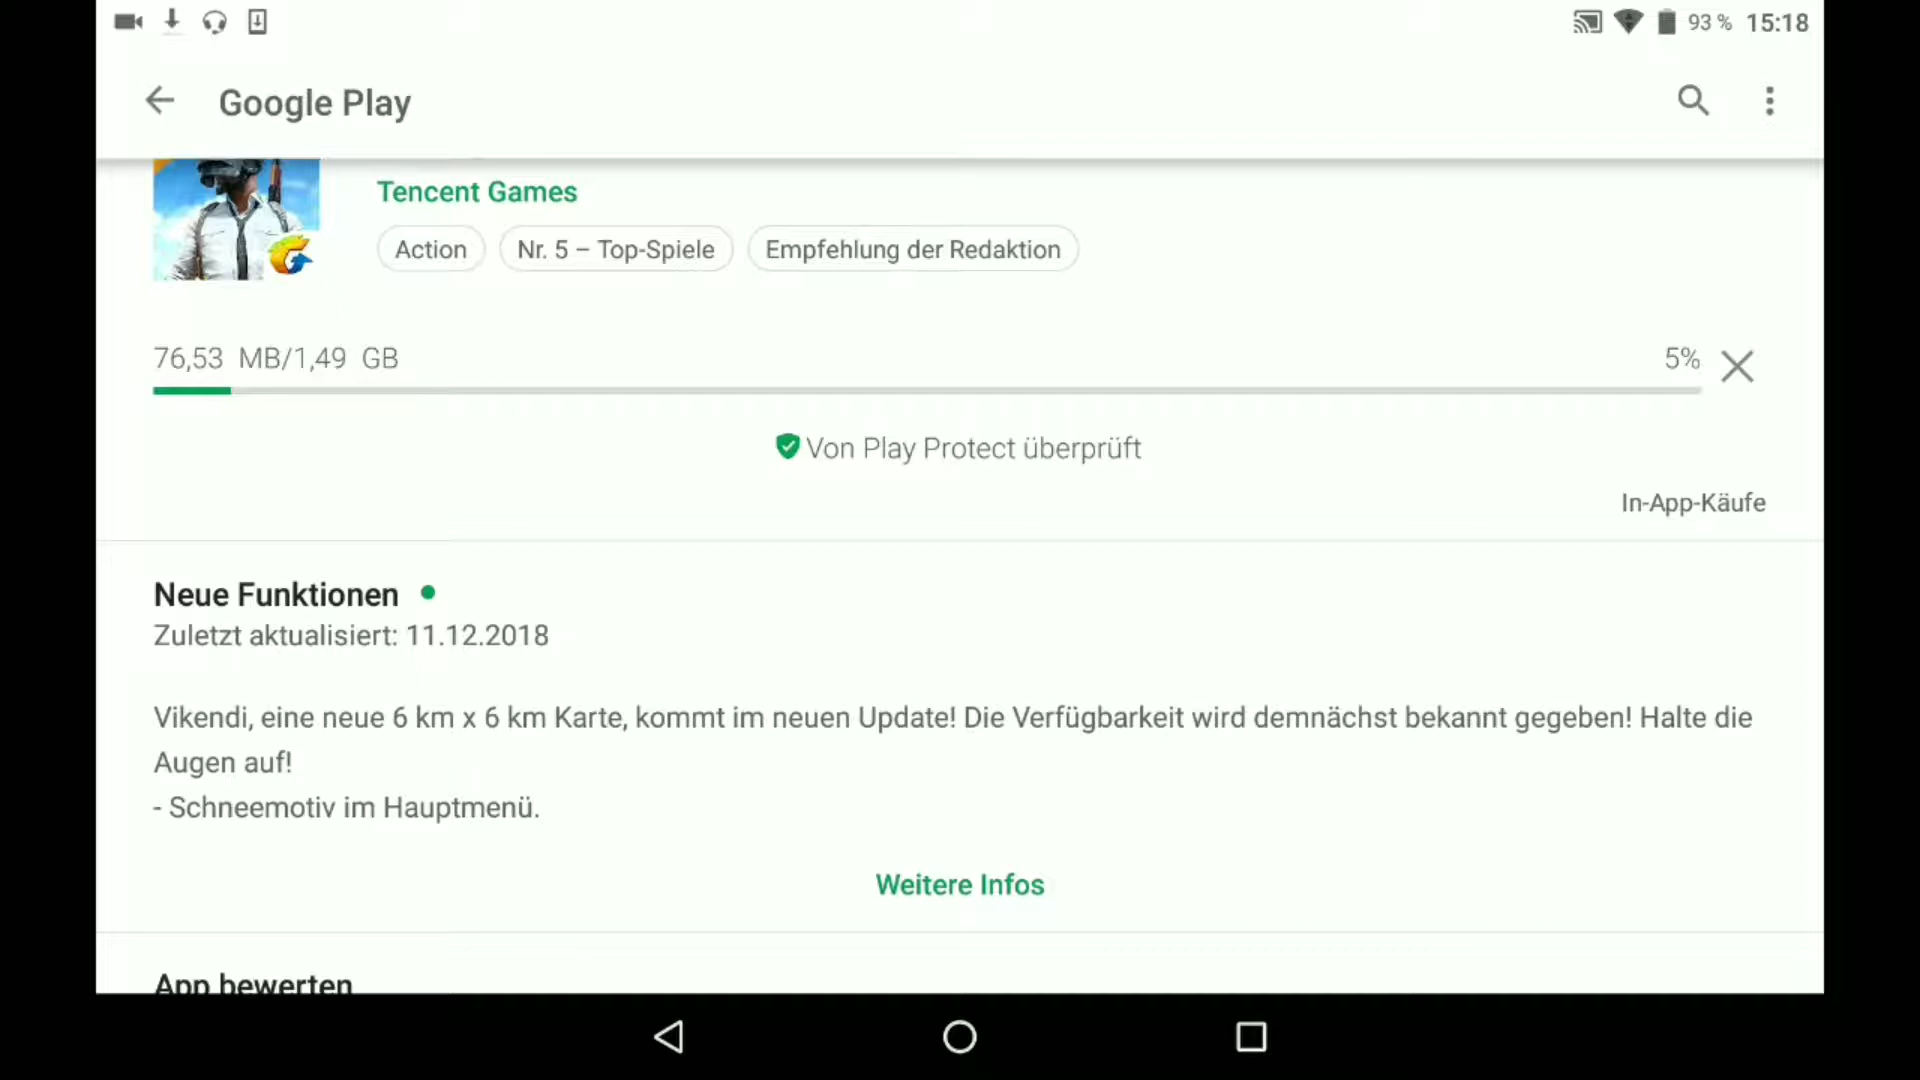 93 % 15:18
Google Play
Tencent Games
Action Nr. 5 – Top-Spiele Empfehlung der Redaktion
76,53 MB/1,49 GB 5%
Von Play Protect überprüft
In-App-Käufe
Neue Funktionen
Zuletzt aktualisiert: 11.12.2018
Vikendi, eine neue 6 km x 6 km Karte, kommt im neuen Update! Die Verfügbarkeit wird demnächst bekannt gegeben! Halte die
Augen auf!
- Schneemotiv im Hauptmenü.
Weitere Infos
App bewerten